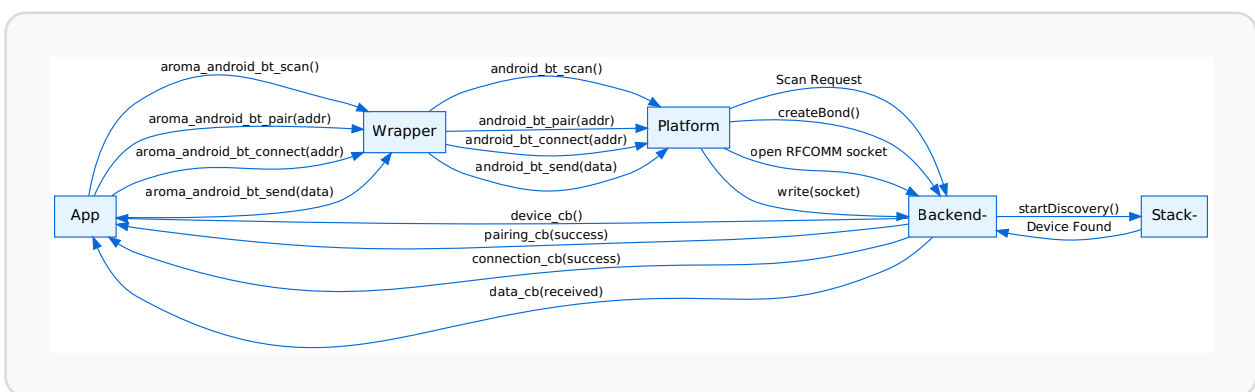 aroma_android_bt_scan()
android_bt_scan()
Scan Request
aroma_android_bt_pair(addr)
android_bt_pair(addr)
createBond()
Wrapper
Platform
aroma_android_bt_connect(addr)
android_bt_connect(addr)
open RFCOMM socket
aroma_android_bt_send(data)
android_bt_send(data)
write(socket)
App
device_cb()
Backend-
startDiscovery()
Stack-
pairing_cb(success)
Device Found
connection_cb(success)
data_cb(received)